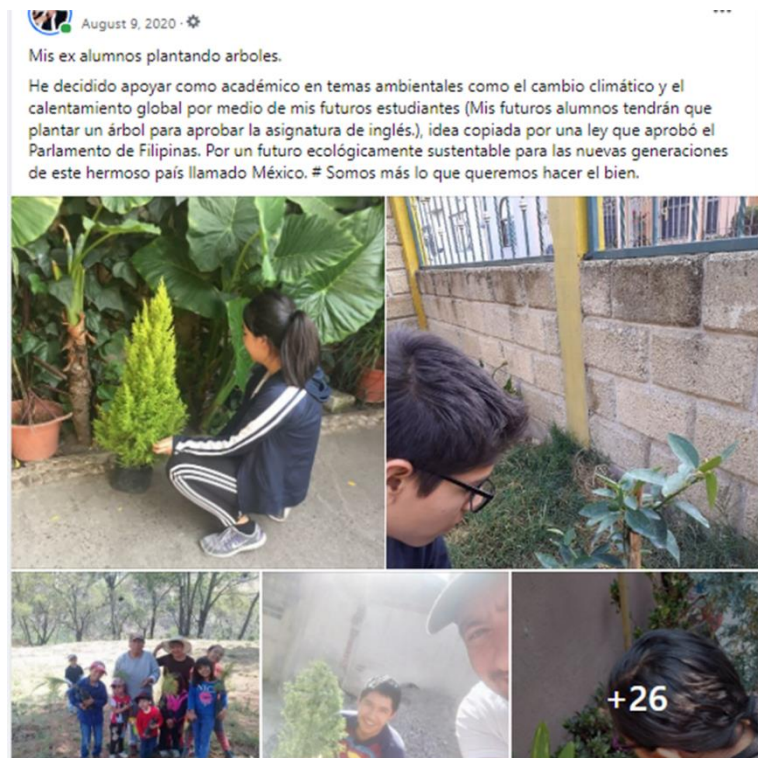 August 9, 2020 ·
Mis ex alumnos plantando arboles.
He decidido apoyar como académico en temas ambientales como el cambio climático y el
calentamiento global por medio de mis futuros estudiantes (Mis futuros alumnos tendrán que
plantar un árbol para aprobar la asignatura de inglés.), idea copiada por una ley que aprobó el
Parlamento de Filipinas. Por un futuro ecológicamente sustentable para las nuevas generaciones
de este hermoso país llamado México. # Somos más lo que queremos hacer el bien.
+26